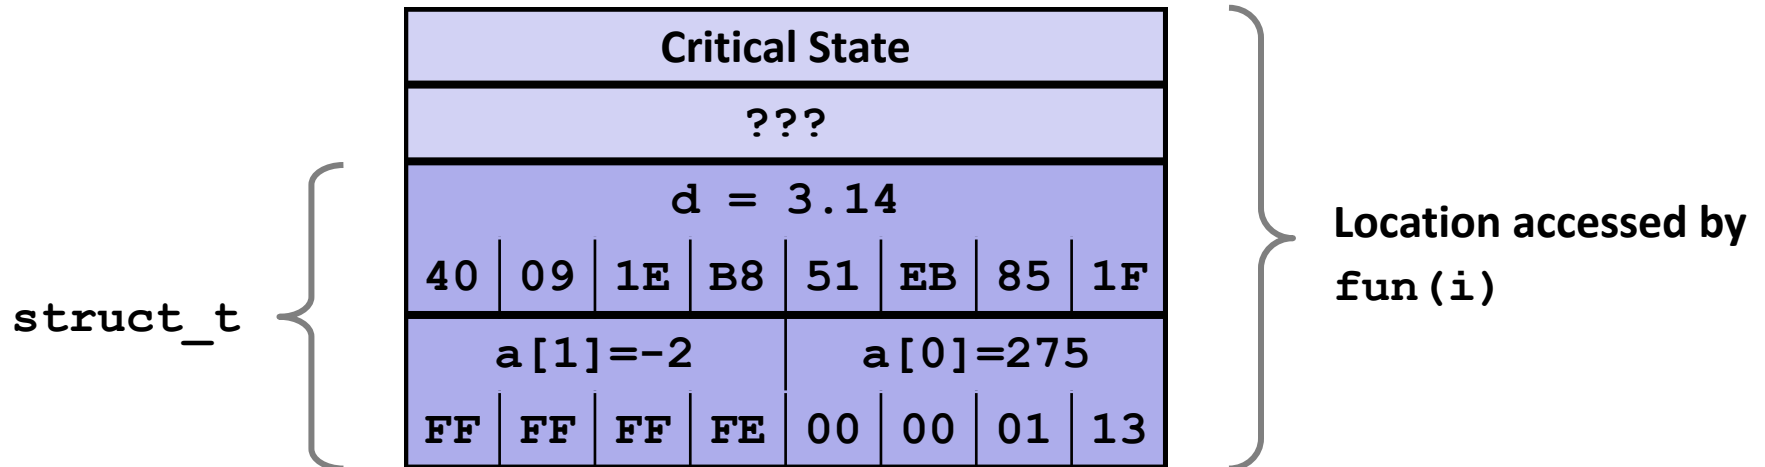 Critical State
???
d = 3.14
40 09 1E B8 51 EB 85 1F
a[1]=-2 a[0]=275
FF FF FF FE 00 00 01 13
struct_t
Location accessed by
fun(i)